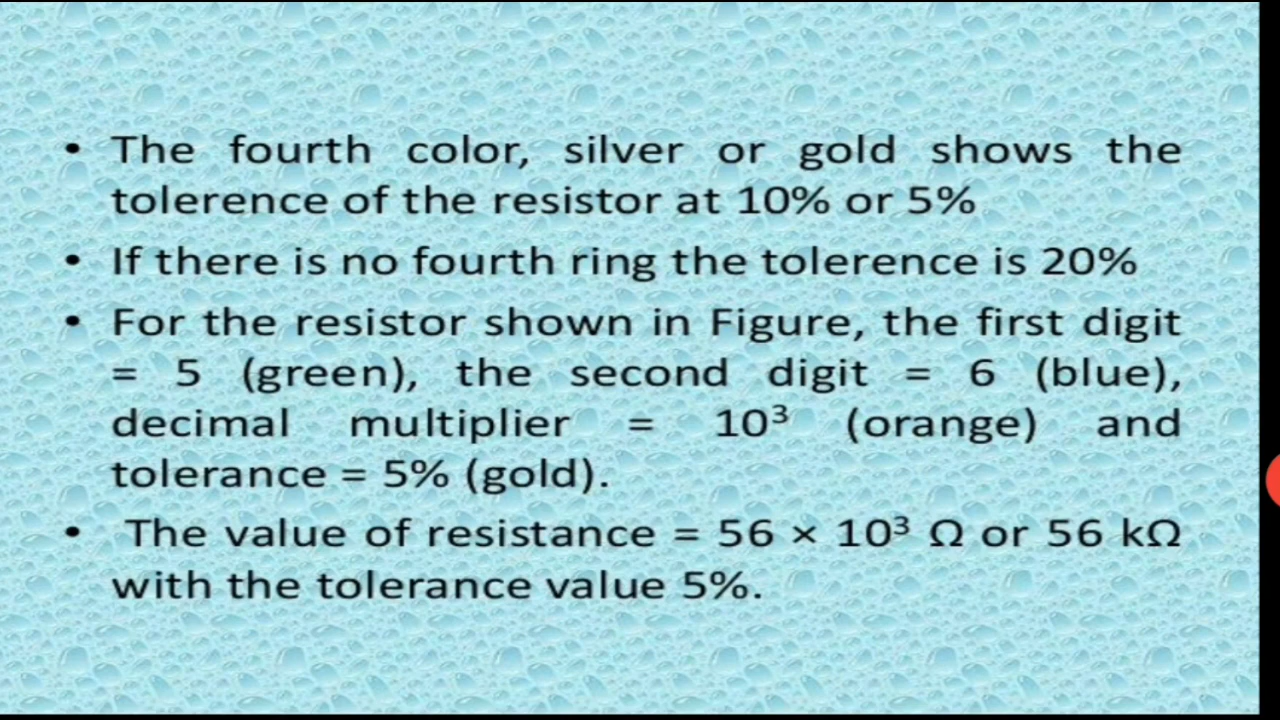 • The fourth color, silver or gold shows the
tolerence of the resistor at 10% or 5%
• If there is no fourth ring the tolerence is 20%
• For the resistor shown in Figure, the first digit
= 5 (green), the second digit = 6 (blue),
decimal multiplier = 10³ (orange) and
tolerance = 5% (gold).
• The value of resistance = 56 × 10³ Ω or 56 kΩ
with the tolerance value 5%.